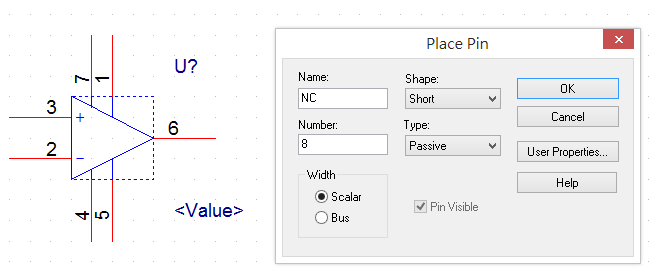 7
1
U?
3
+
6
2
−
4
5
<Value>
Place Pin
x
Name:
NC
Shape:
Short
OK
Number:
8
Type:
Passive
Cancel
User Properties...
Width
Scalar
Bus
Pin Visible
Help